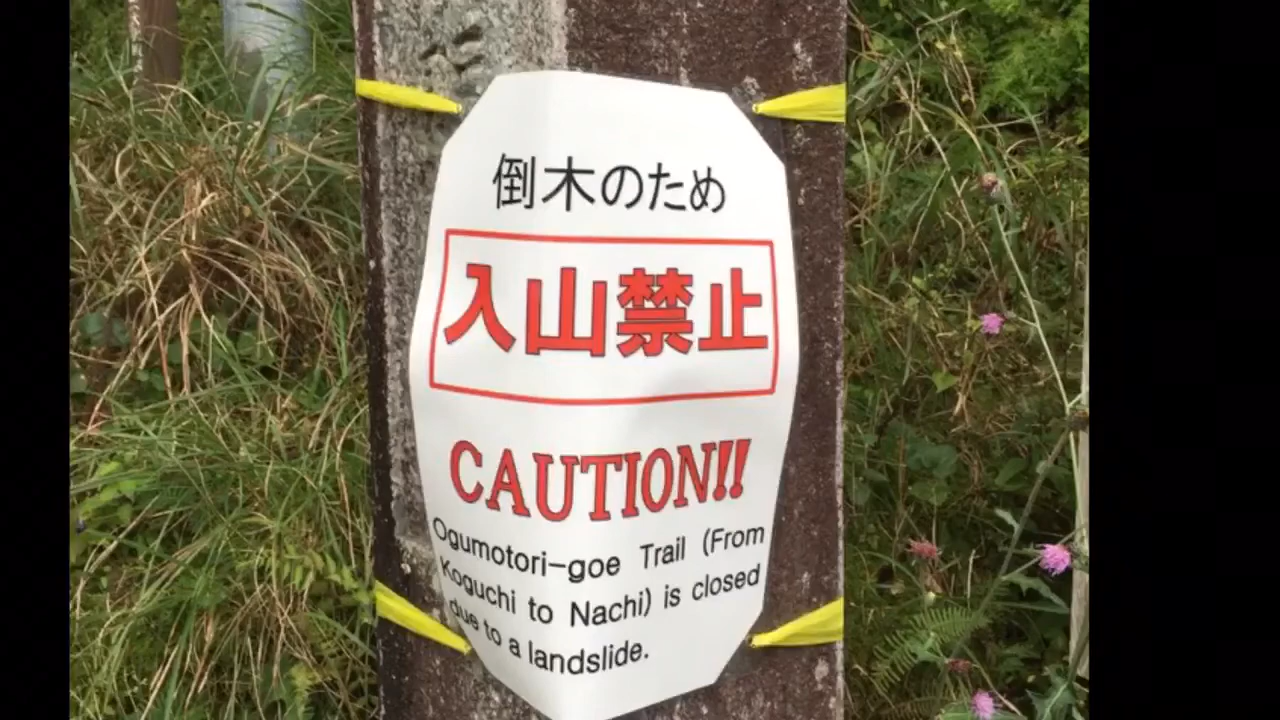 倒木のため
入山禁止
CAUTION!!
Ogumotori-goe Trail (From
Koguchi to Nachi) is closed
due to a landslide.